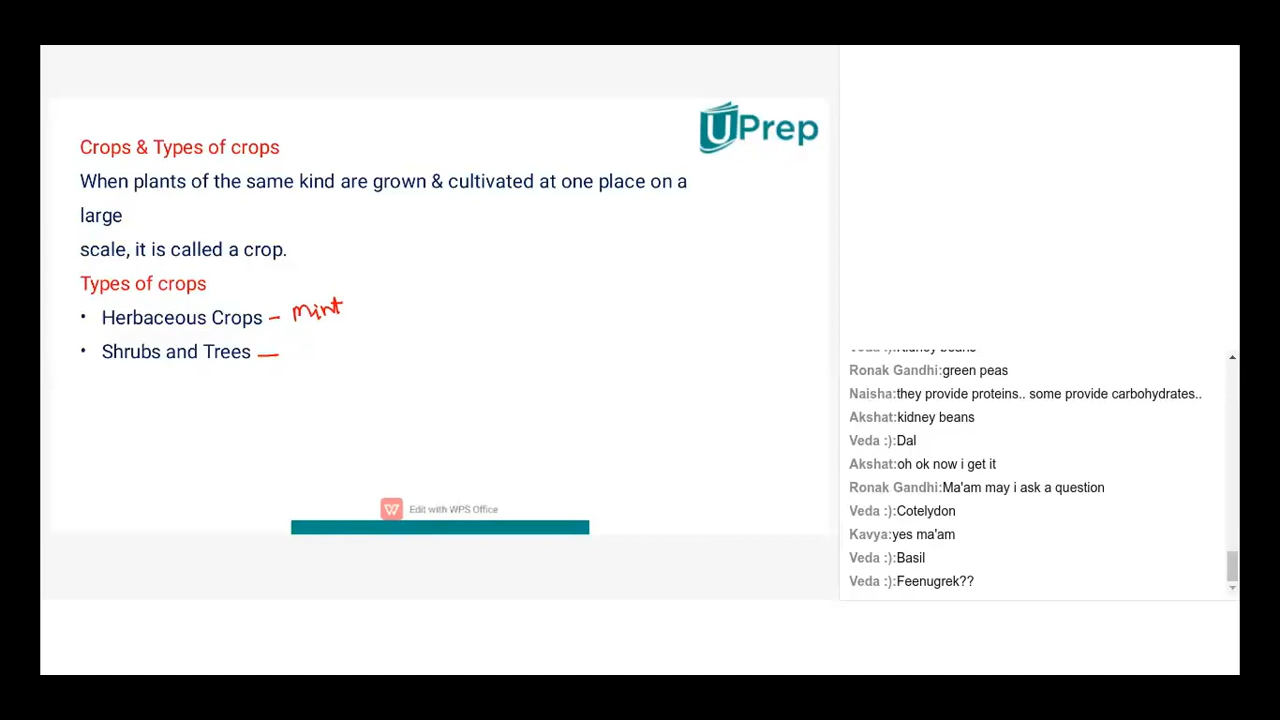 UPrep
Crops & Types of crops
When plants of the same kind are grown & cultivated at one place on a
large
scale, it is called a crop.
Types of crops
• Herbaceous Crops – mint
• Shrubs and Trees —
Edit with WPS Office
Veda :):Kidney beans
Ronak Gandhi:green peas
Naisha:they provide proteins.. some provide carbohydrates..
Akshat:kidney beans
Veda :):Dal
Akshat:oh ok now i get it
Ronak Gandhi:Ma'am may i ask a question
Veda :):Cotelydon
Kavya:yes ma'am
Veda :):Basil
Veda :):Feenugrek??